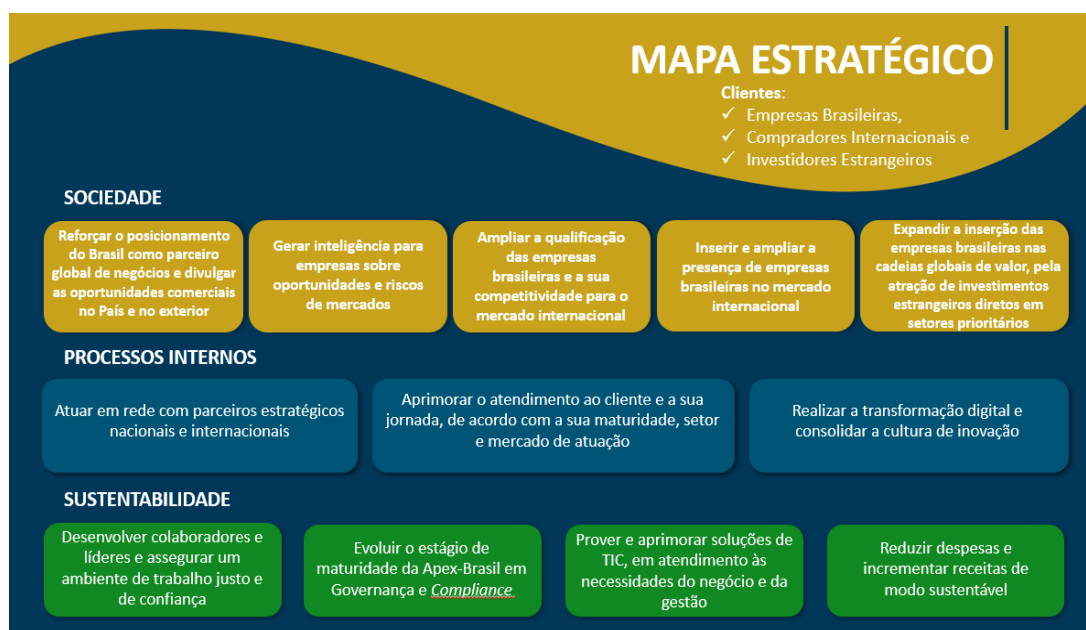 MAPA ESTRATÉGICO
Clientes:
✓ Empresas Brasileiras,
✓ Compradores Internacionais e
✓ Investidores Estrangeiros
SOCIEDADE
Reforçar o posicionamento
do Brasil como parceiro
global de negócios e divulgar
as oportunidades comerciais
no País e no exterior
Gerar inteligência para
empresas sobre
oportunidades e riscos
de mercados
Ampliar a qualificação
das empresas
brasileiras e a sua
competitividade para o
mercado internacional
Inserir e ampliar a
presença de empresas
brasileiras no mercado
internacional
Expandir a inserção das
empresas brasileiras nas
cadeias globais de valor, pela
atração de investimentos
estrangeiros diretos em
setores prioritários
PROCESSOS INTERNOS
Atuar em rede com parceiros estratégicos
nacionais e internacionais
Aprimorar o atendimento ao cliente e a sua
jornada, de acordo com a sua maturidade, setor
e mercado de atuação
Realizar a transformação digital e
consolidar a cultura de inovação
SUSTENTABILIDADE
Desenvolver colaboradores e
líderes e assegurar um
ambiente de trabalho justo e
de confiança
Evoluir o estágio de
maturidade da Apex-Brasil em
Governança e Compliance
Prover e aprimorar soluções de
TIC, em atendimento às
necessidades do negócio e da
gestão
Reduzir despesas e
incrementar receitas de
modo sustentável